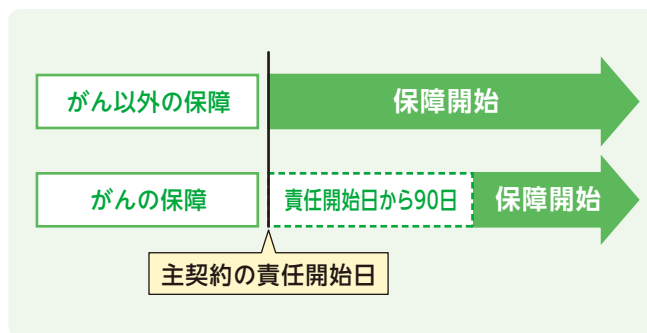 がん以外の保障
保障開始
がんの保障
責任開始日から90日
保障開始
主契約の責任開始日